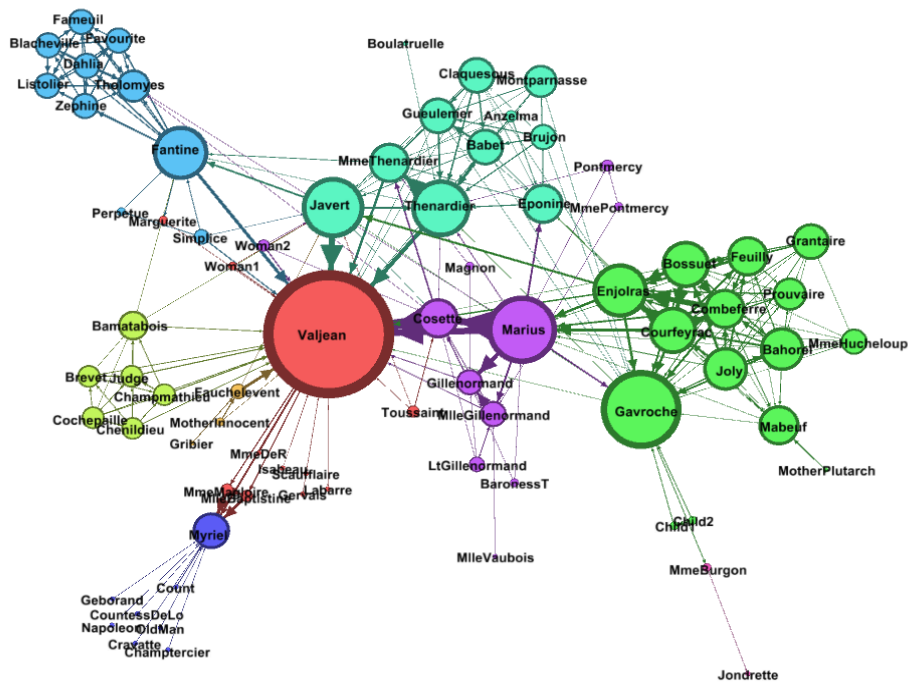 Fameuil
Blacheville
Favourite
Dahlia
Listolier
Tholomyes
Zephine
Boulatruelle
Claquesous
Montparnasse
Gueulemer
Anzelma
Brujon
Babet
Fantine
MmeThenardier
Pontmercy
Javert
Thenardier
Eponine
MmePontmercy
Perpetue
Marguerite
Simplice
Woman2
Woman1
Magnon
Grantaire
Bossuet
Feuilly
Enjolras
Prouvaire
Combeferre
Bamatabois
Valjean
Cosette
Marius
Courfeyrac
Bahorel
MmeHucheloup
Brevet
Judge
Champmathieu
Fauchelevent
Gillenormand
Joly
Cochepaille
Chenildieu
MotherInnocent
Toussaint
MlleGillenormand
Gavroche
Mabeuf
Gribier
MmeDeR
Isabeau
Scaufflaire
LtGillenormand
MotherPlutarch
MmeMagloire
MlleBaptistine
Gervais
Labarre
BaronessT
Myriel
Child1
Child2
MlleVaubois
MmeBurgon
Count
Geborand
CountessDeLo
Napoleon
OldMan
Cravatte
Champtercier
Jondrette